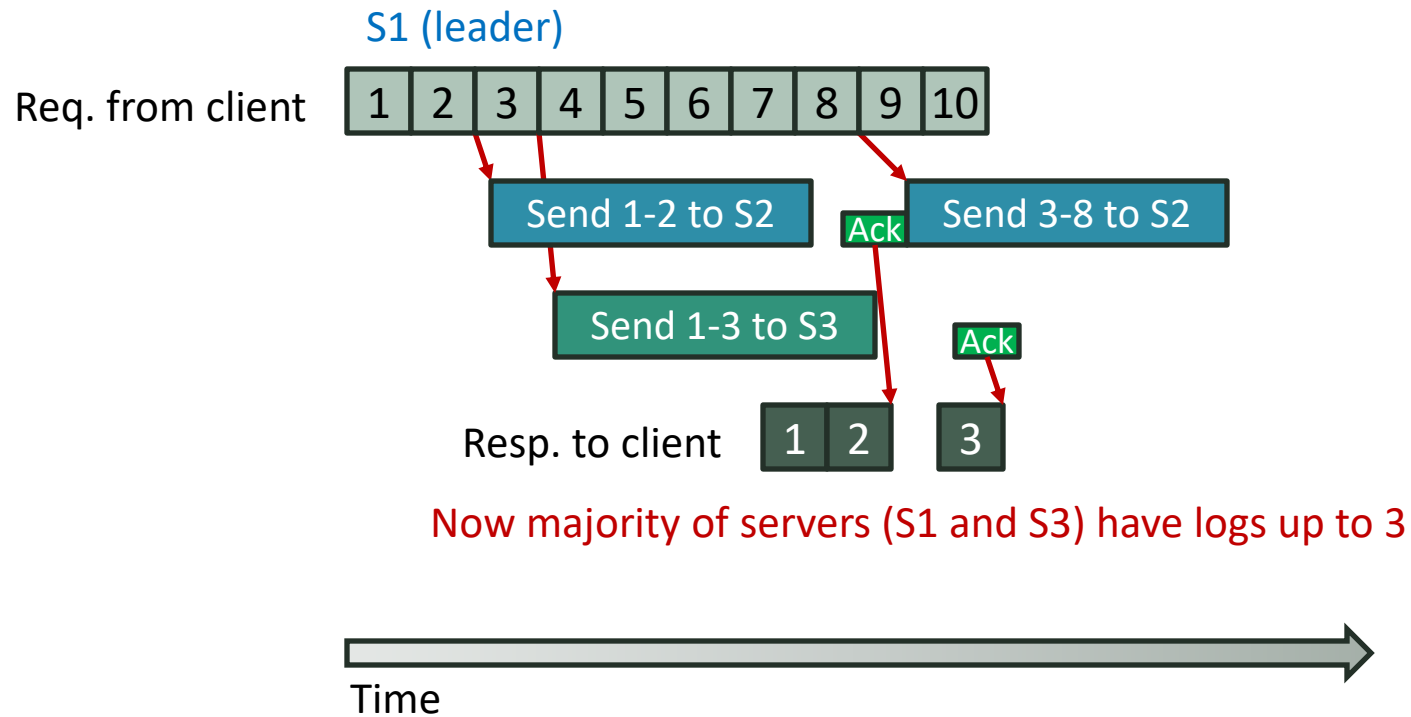 S1 (leader)
Req. from client 1 2 3 4 5 6 7 8 9 10
Send 1-2 to S2 Ack Send 3-8 to S2
Send 1-3 to S3 Ack
Resp. to client 1 2 3
Now majority of servers (S1 and S3) have logs up to 3
Time